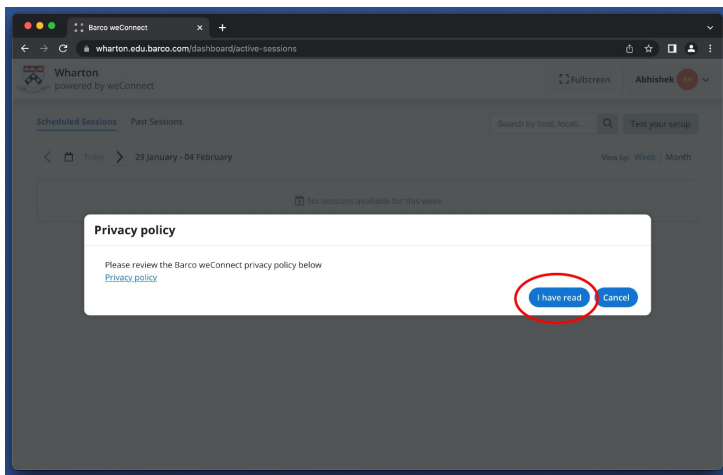 Barco weConnect
wharton.edu.barco.com/dashboard/active-sessions
Wharton
powered by weConnect
Fullscreen
Abhishek
Scheduled Sessions Past Sessions
Search by host, locati...
Test your setup
Today
29 January - 04 February
View by: Week Month
No sessions available for this week
Privacy policy
Please review the Barco weConnect privacy policy below
Privacy policy
I have read
Cancel